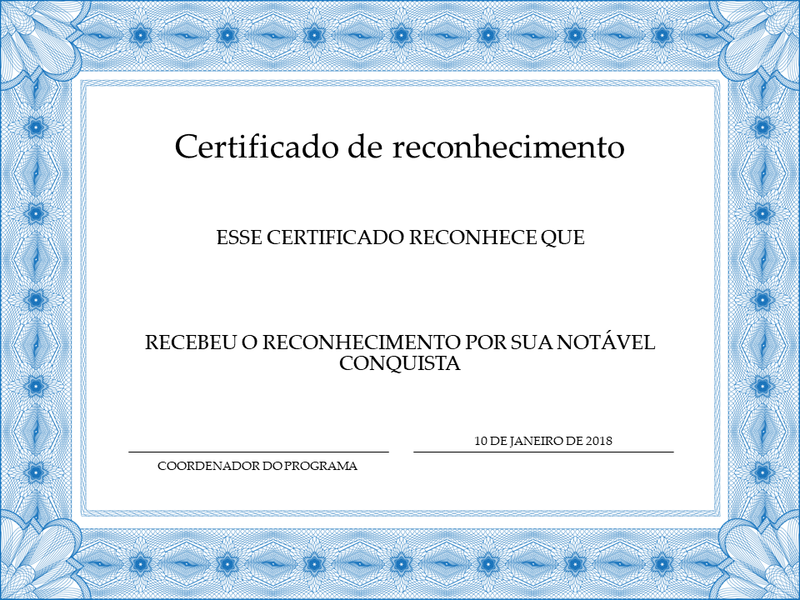 Certificado de reconhecimento
ESSE CERTIFICADO RECONHECE QUE
RECEBEU O RECONHECIMENTO POR SUA NOTÁVEL
CONQUISTA
10 DE JANEIRO DE 2018
COORDENADOR DO PROGRAMA